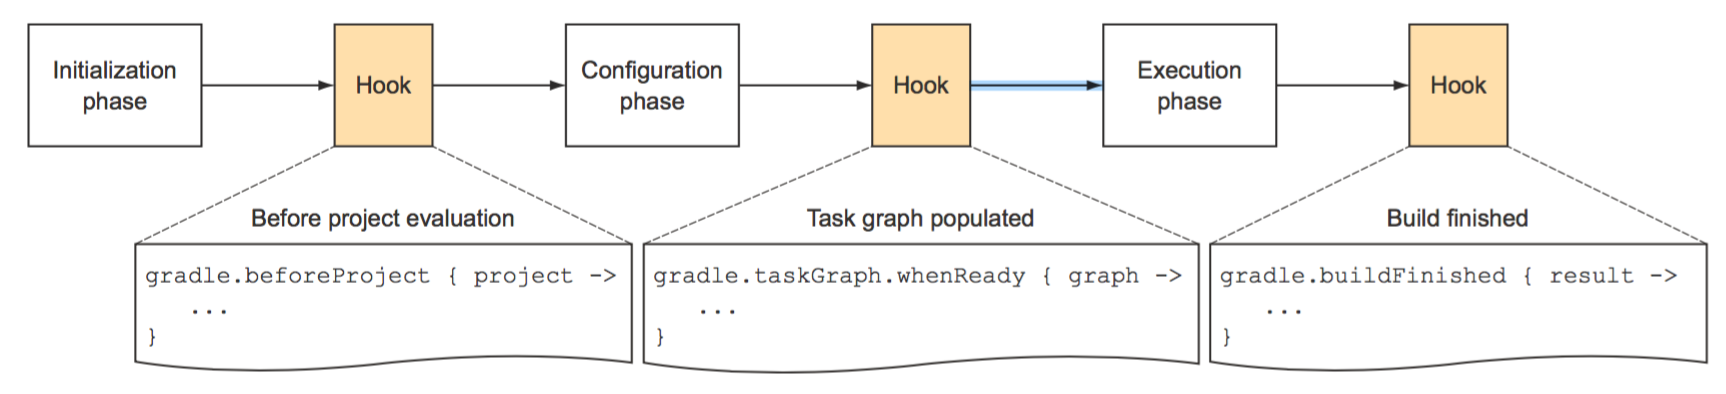 Initialization
phase
Hook
Configuration
phase
Hook
Execution
phase
Hook
Before project evaluation
gradle.beforeProject { project ->
...
}
Task graph populated
gradle.taskGraph.whenReady { graph ->
...
}
Build finished
gradle.buildFinished { result ->
...
}